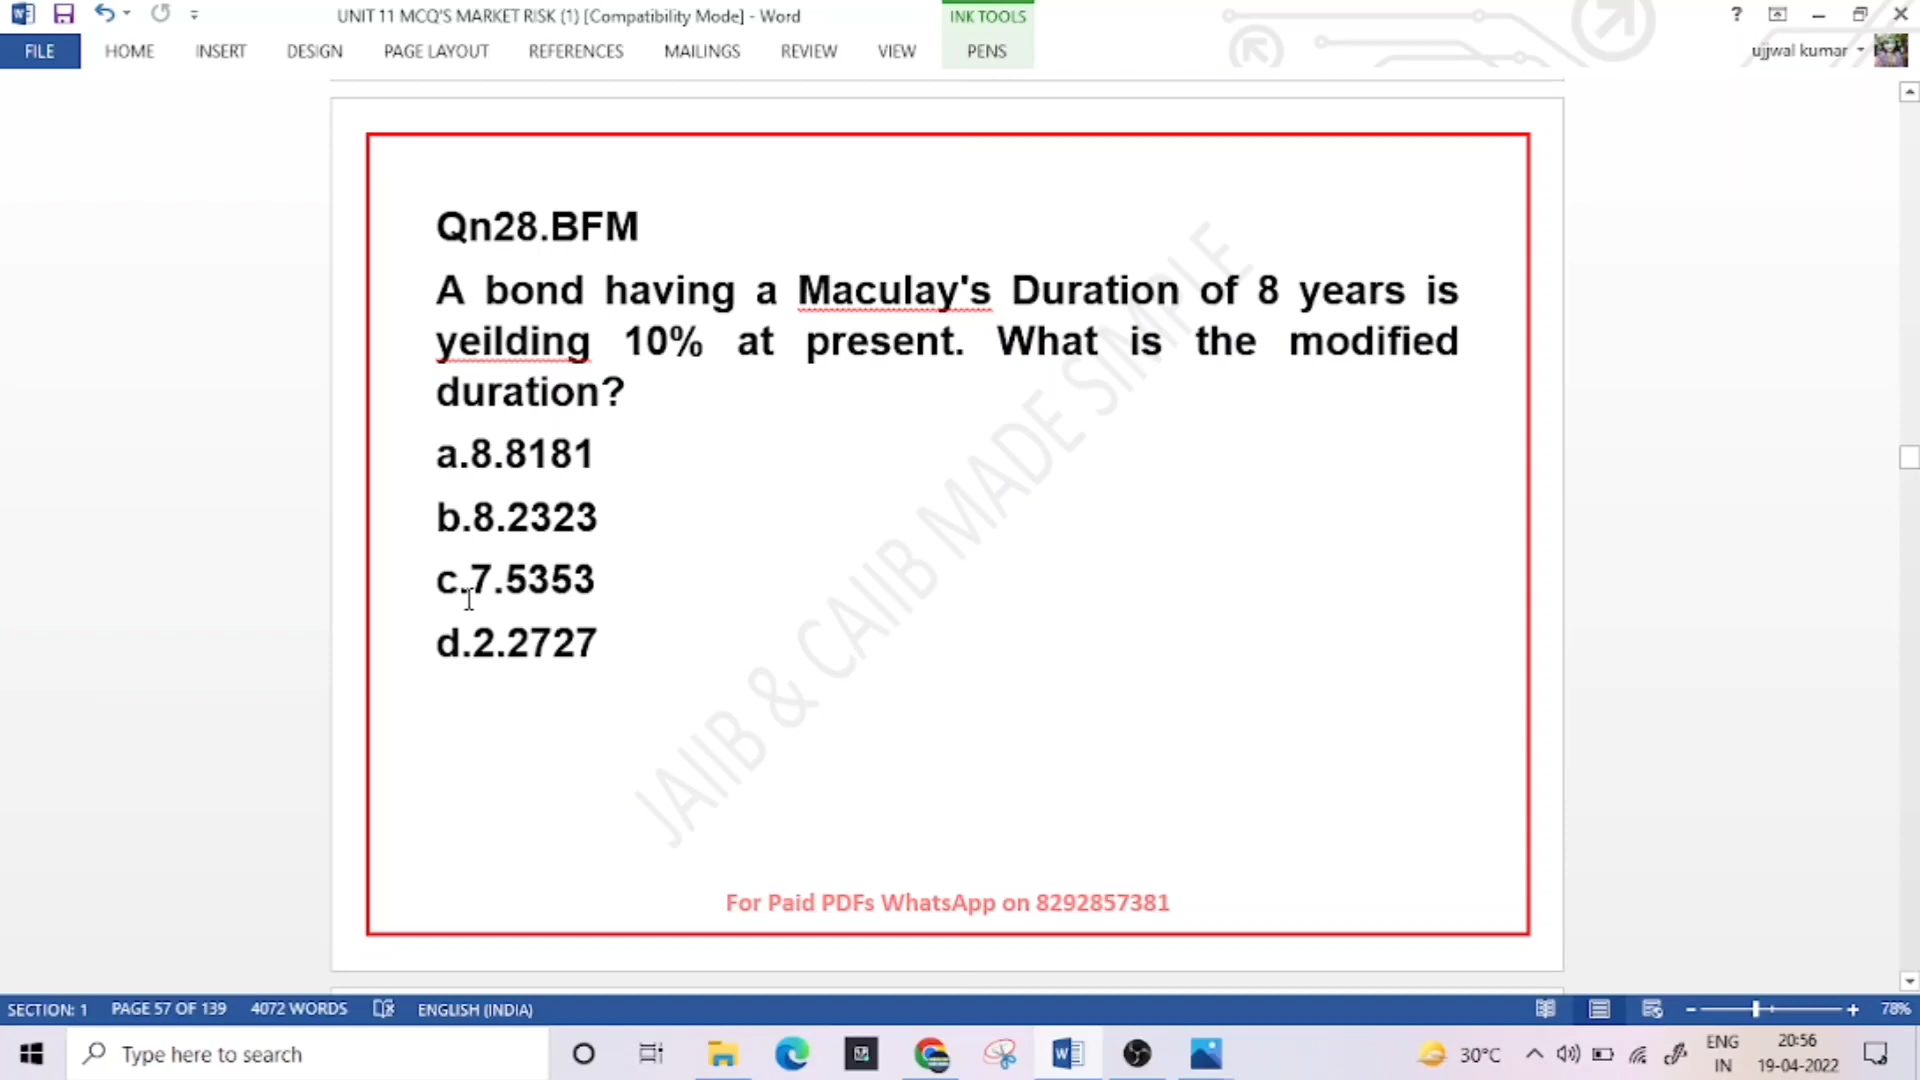 UNIT 11 MCQ'S MARKET RISK (1) [Compatibility Mode] - Word
INK TOOLS
?
FILE HOME INSERT DESIGN PAGE LAYOUT REFERENCES MAILINGS REVIEW VIEW PENS
ujjwal kumar
Qn28.BFM
A bond having a Maculay's Duration of 8 years is
yeilding 10% at present. What is the modified
duration?
a.8.8181
b.8.2323
c.7.5353
d.2.2727
JAIIB & CAIIB MADE SIMPLE
For Paid PDFs WhatsApp on 8292857381
SECTION: 1 PAGE 57 OF 139 4072 WORDS ENGLISH (INDIA)
78%
Type here to search
30°C
ENG
IN
20:56
19-04-2022